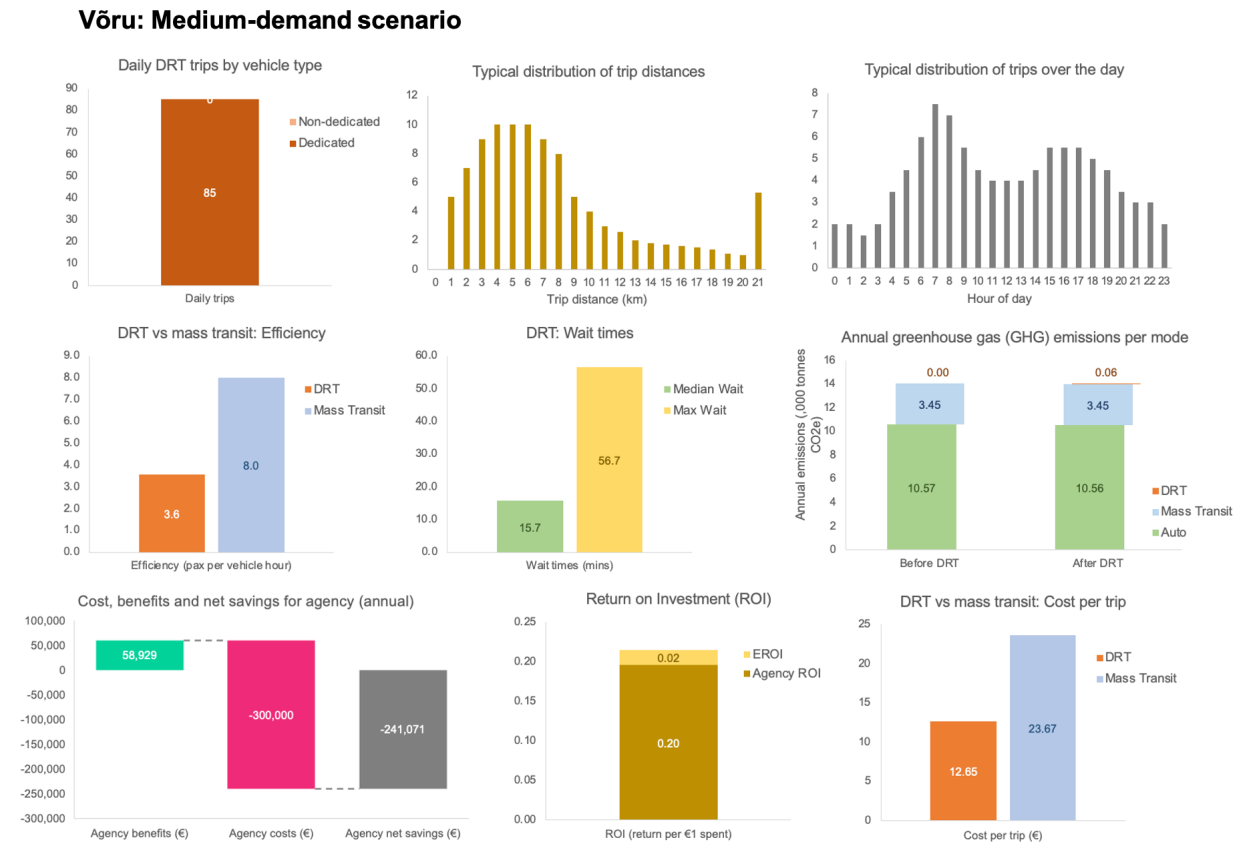 Võru: Medium-demand scenario
Daily DRT trips by vehicle type
90
80
70
60
50
40
30
20
10
0
0
85
Daily trips
Non-dedicated
Dedicated
Typical distribution of trip distances
12
10
8
6
4
2
0
0 1 2 3 4 5 6 7 8 9 10 11 12 13 14 15 16 17 18 19 20 21
Trip distance (km)
Typical distribution of trips over the day
8
7
6
5
4
3
2
1
0
0 1 2 3 4 5 6 7 8 9 10 11 12 13 14 15 16 17 18 19 20 21 22 23
Hour of day
DRT vs mass transit: Efficiency
9.0
8.0
7.0
6.0
5.0
4.0
3.0
2.0
1.0
0.0
3.6
8.0
Efficiency (pax per vehicle hour)
DRT
Mass Transit
DRT: Wait times
60.0
50.0
40.0
30.0
20.0
10.0
0.0
15.7
56.7
Wait times (mins)
Median Wait
Max Wait
Annual greenhouse gas (GHG) emissions per mode
Annual emissions (,000 tonnes
CO2e)
16
14
12
10
8
6
4
2
0
0.00
3.45
10.57
0.06
3.45
10.56
Before DRT
After DRT
DRT
Mass Transit
Auto
Cost, benefits and net savings for agency (annual)
100,000
50,000
0
-50,000
-100,000
-150,000
-200,000
-250,000
-300,000
58,929
-300,000
-241,071
Agency benefits (€)
Agency costs (€)
Agency net savings (€)
Return on Investment (ROI)
0.25
0.20
0.15
0.10
0.05
0.00
0.02
0.20
ROI (return per €1 spent)
EROI
Agency ROI
DRT vs mass transit: Cost per trip
25
20
15
10
5
0
12.65
23.67
Cost per trip (€)
DRT
Mass Transit